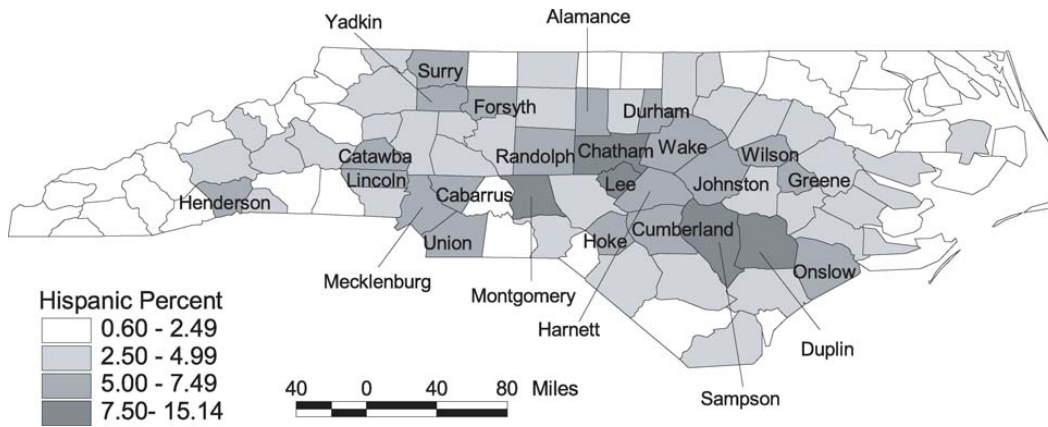 Yadkin
Alamance
Surry
Forsyth
Durham
Catawba
Randolph
Chatham
Wake
Wilson
Lincoln
Cabarrus
Lee
Johnston
Greene
Henderson
Union
Hoke
Cumberland
Onslow
Mecklenburg
Montgomery
Harnett
Duplin
Sampson
Hispanic Percent
0.60 - 2.49
2.50 - 4.99
5.00 - 7.49
7.50- 15.14
40 0 40 80 Miles